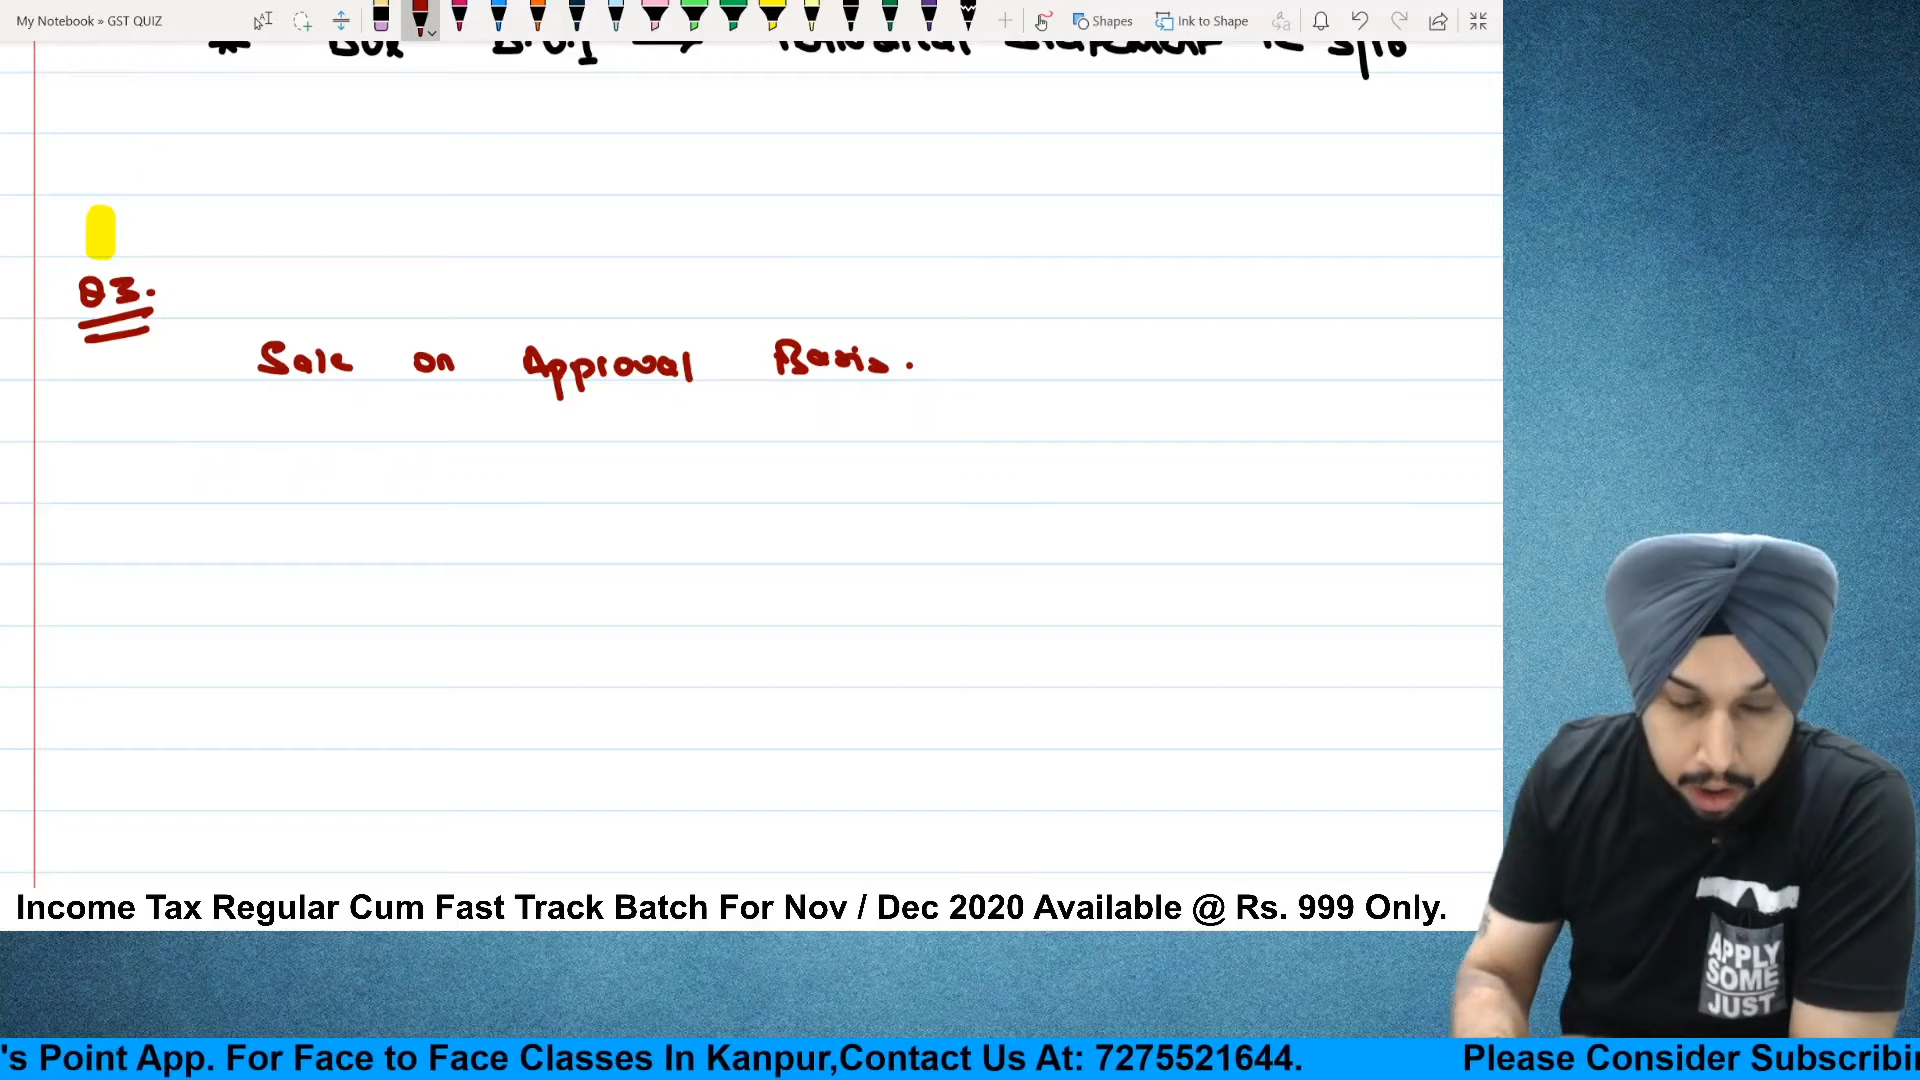 My Notebook » GST QUIZ
Shapes
Ink to Shape
Q3.
Sale on Approval Basis.
Income Tax Regular Cum Fast Track Batch For Nov / Dec 2020 Available @ Rs. 999 Only.
APPLY
SOME
JUST
's Point App. For Face to Face Classes In Kanpur,Contact Us At: 7275521644. Please Consider